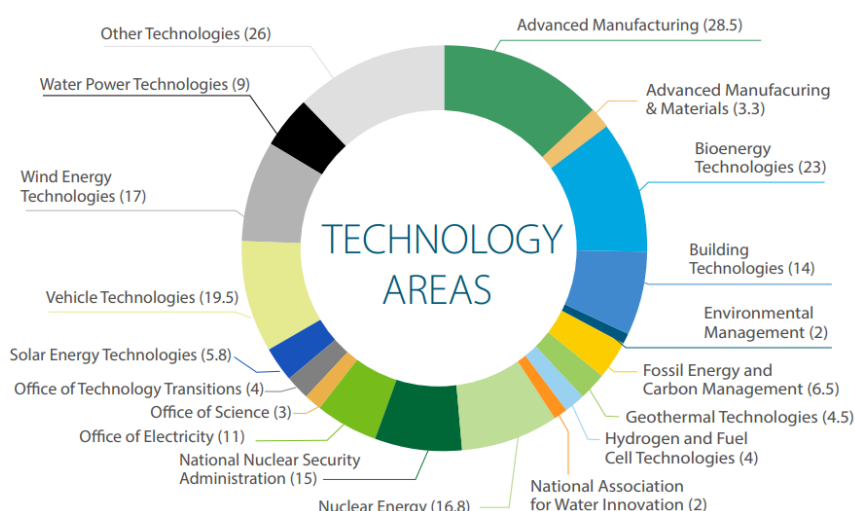 Other Technologies (26)
Advanced Manufacturing (28.5)
Water Power Technologies (9)
Advanced Manufacuring
& Materials (3.3)
Bioenergy
Technologies (23)
Wind Energy
Technologies (17)
TECHNOLOGY
AREAS
Building
Technologies (14)
Vehicle Technologies (19.5)
Environmental
Management (2)
Solar Energy Technologies (5.8)
Fossil Energy and
Carbon Management (6.5)
Office of Technology Transitions (4)
Geothermal Technologies (4.5)
Office of Science (3)
Office of Electricity (11)
Hydrogen and Fuel
Cell Technologies (4)
National Nuclear Security
Administration (15)
National Association
for Water Innovation (2)
Nuclear Energy (16.8)